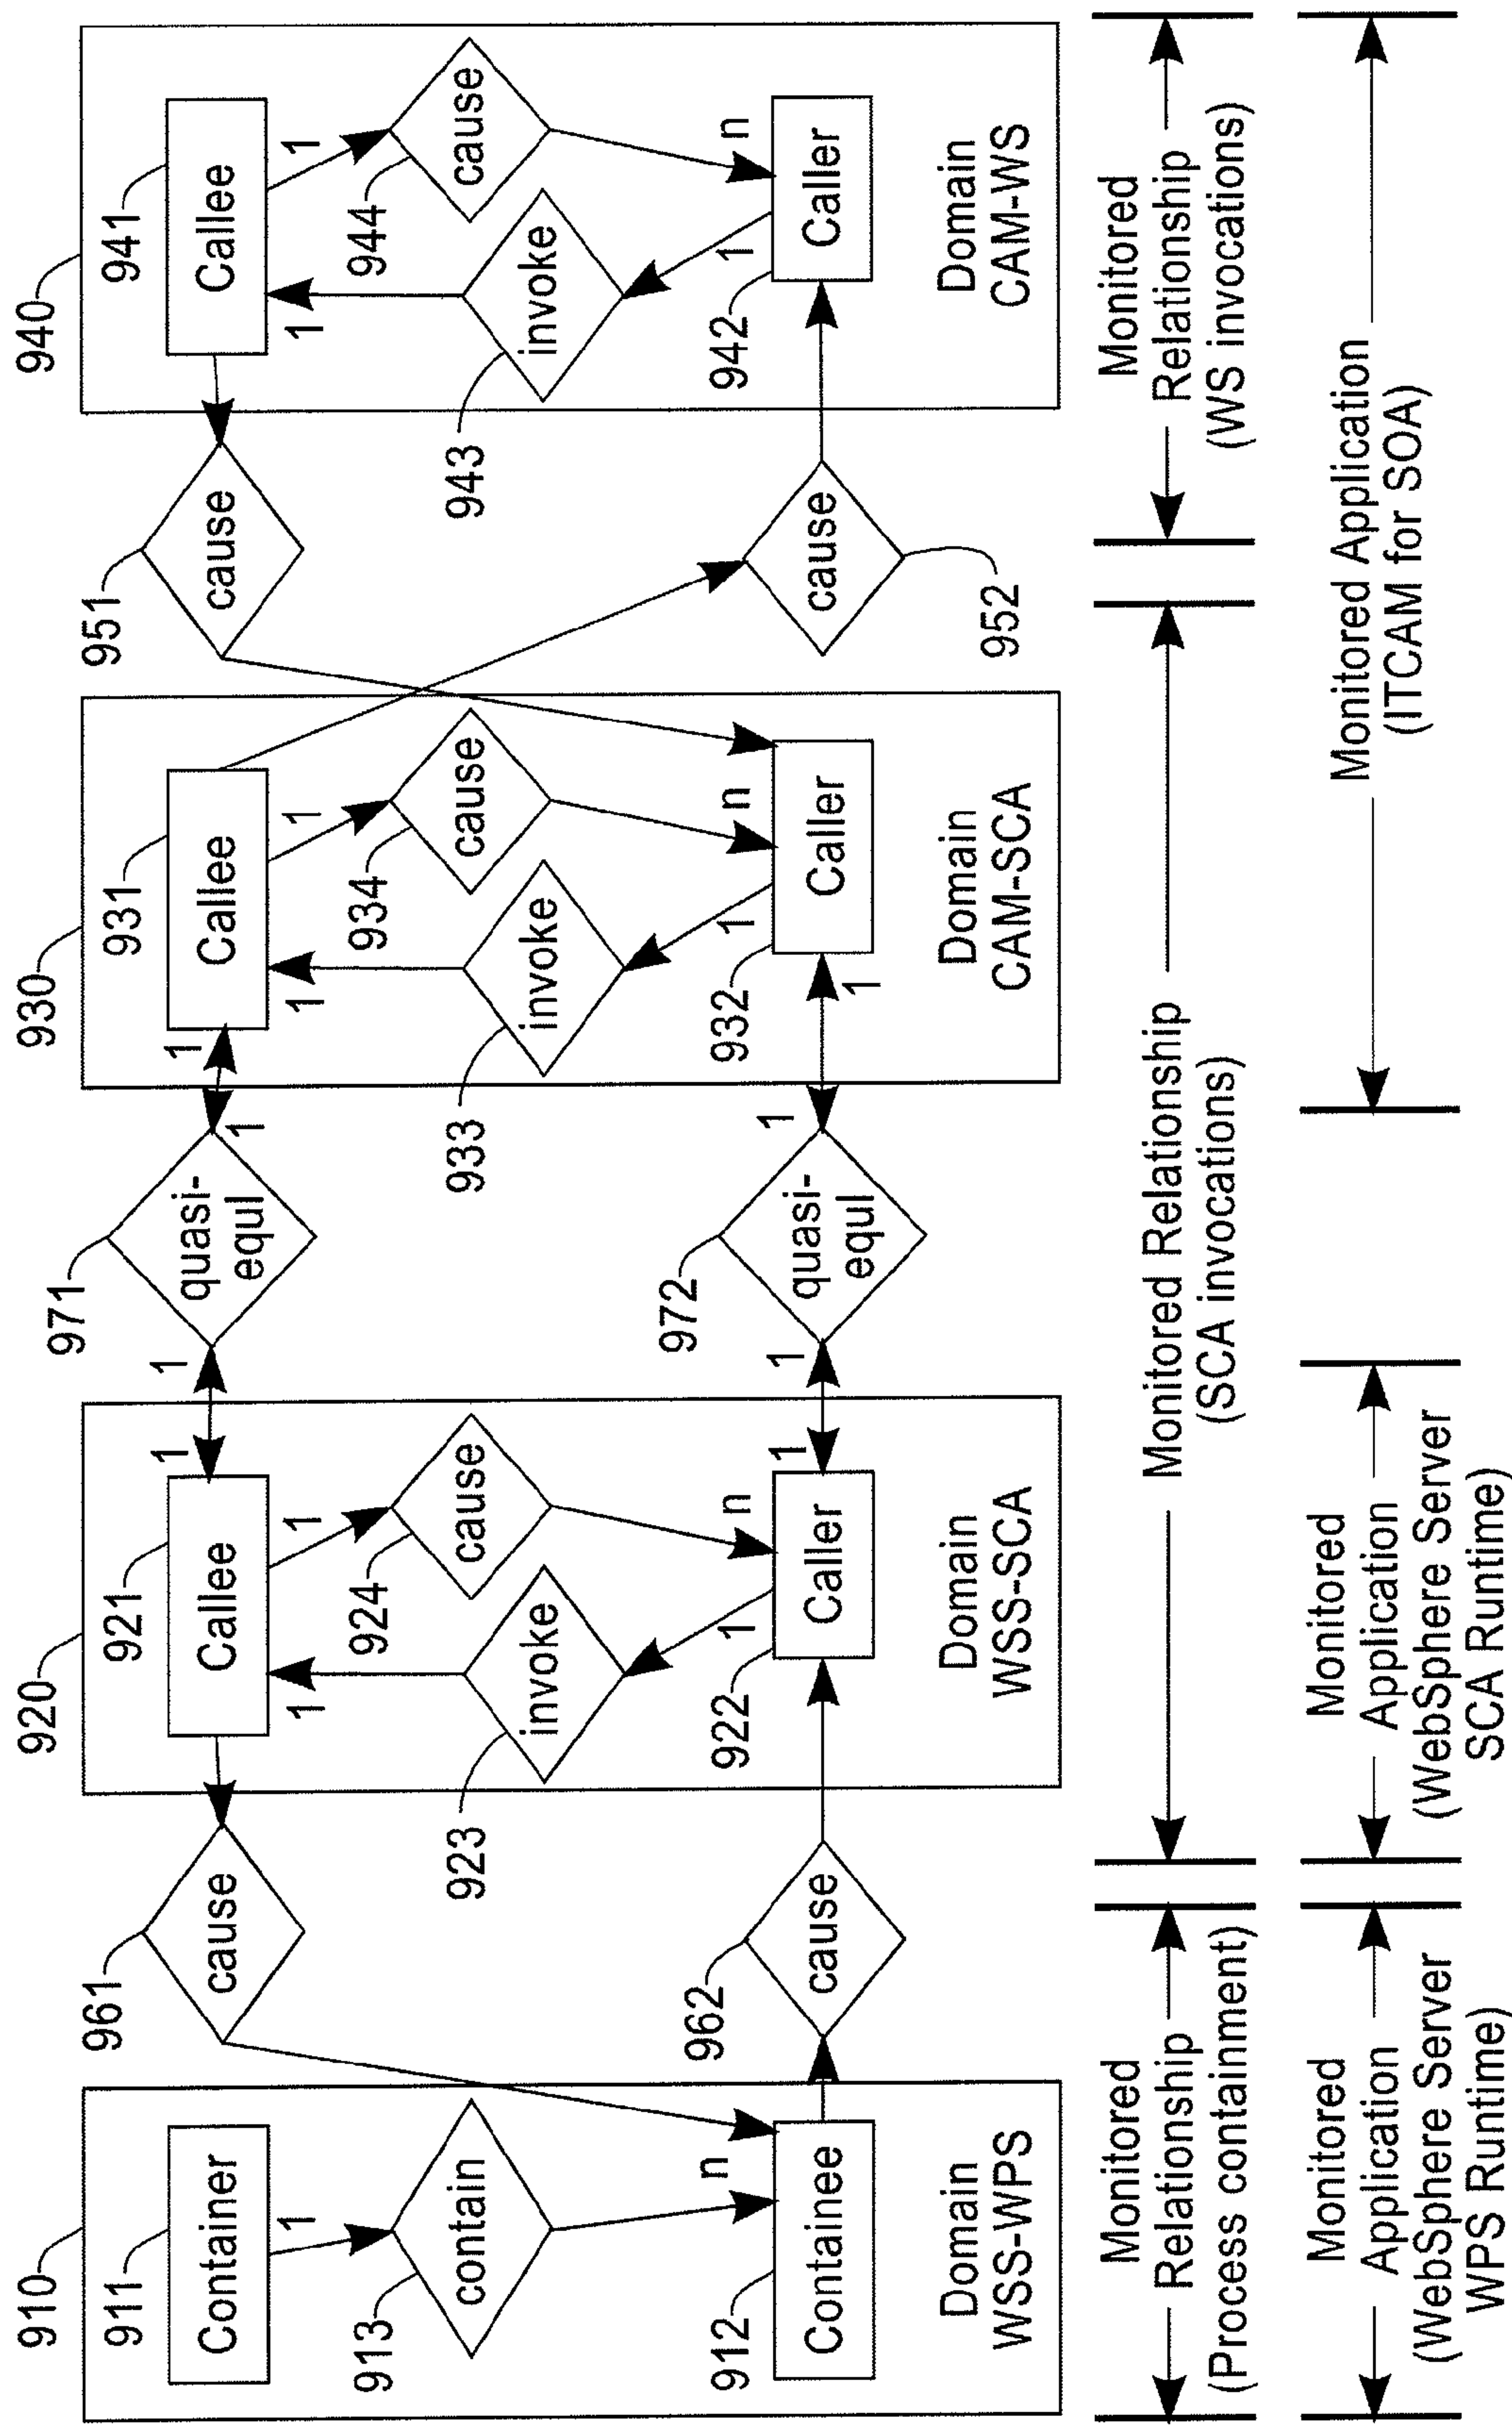 910
911
Container
1
913
contain
n
912
Containee
Domain
WSS-WPS
961
cause
962
cause
920
921
Callee
1
1
924
cause
923
invoke
1
n
922
Caller
Domain
WSS-SCA
1
1
971
quasi-
equl
1
1
1
1
972
quasi-
equl
1
1
930
931
Callee
1
1
934
cause
933
invoke
1
n
932
Caller
Domain
CAM-SCA
951
cause
952
cause
940
941
Callee
1
1
944
cause
943
invoke
1
n
942
Caller
Domain
CAM-WS
Monitored
Relationship
(Process containment)
Monitored Relationship
(SCA invocations)
Monitored
Relationship
(WS invocations)
Monitored
Application
(WebSphere Server
WPS Runtime)
Monitored
Application
(WebSphere Server
SCA Runtime)
Monitored Application
(ITCAM for SOA)